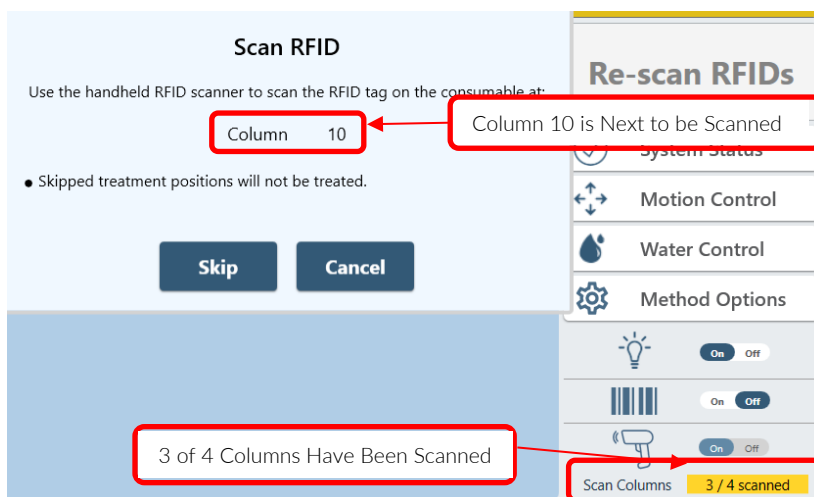 Scan RFID
Use the handheld RFID scanner to scan the RFID tag on the consumable at:
Column 10
Column 10 is Next to be Scanned
• Skipped treatment positions will not be treated.
Skip
Cancel
Re-scan RFIDs
System Status
Motion Control
Water Control
Method Options
On Off
On Off
On Off
3 of 4 Columns Have Been Scanned
Scan Columns 3 / 4 scanned